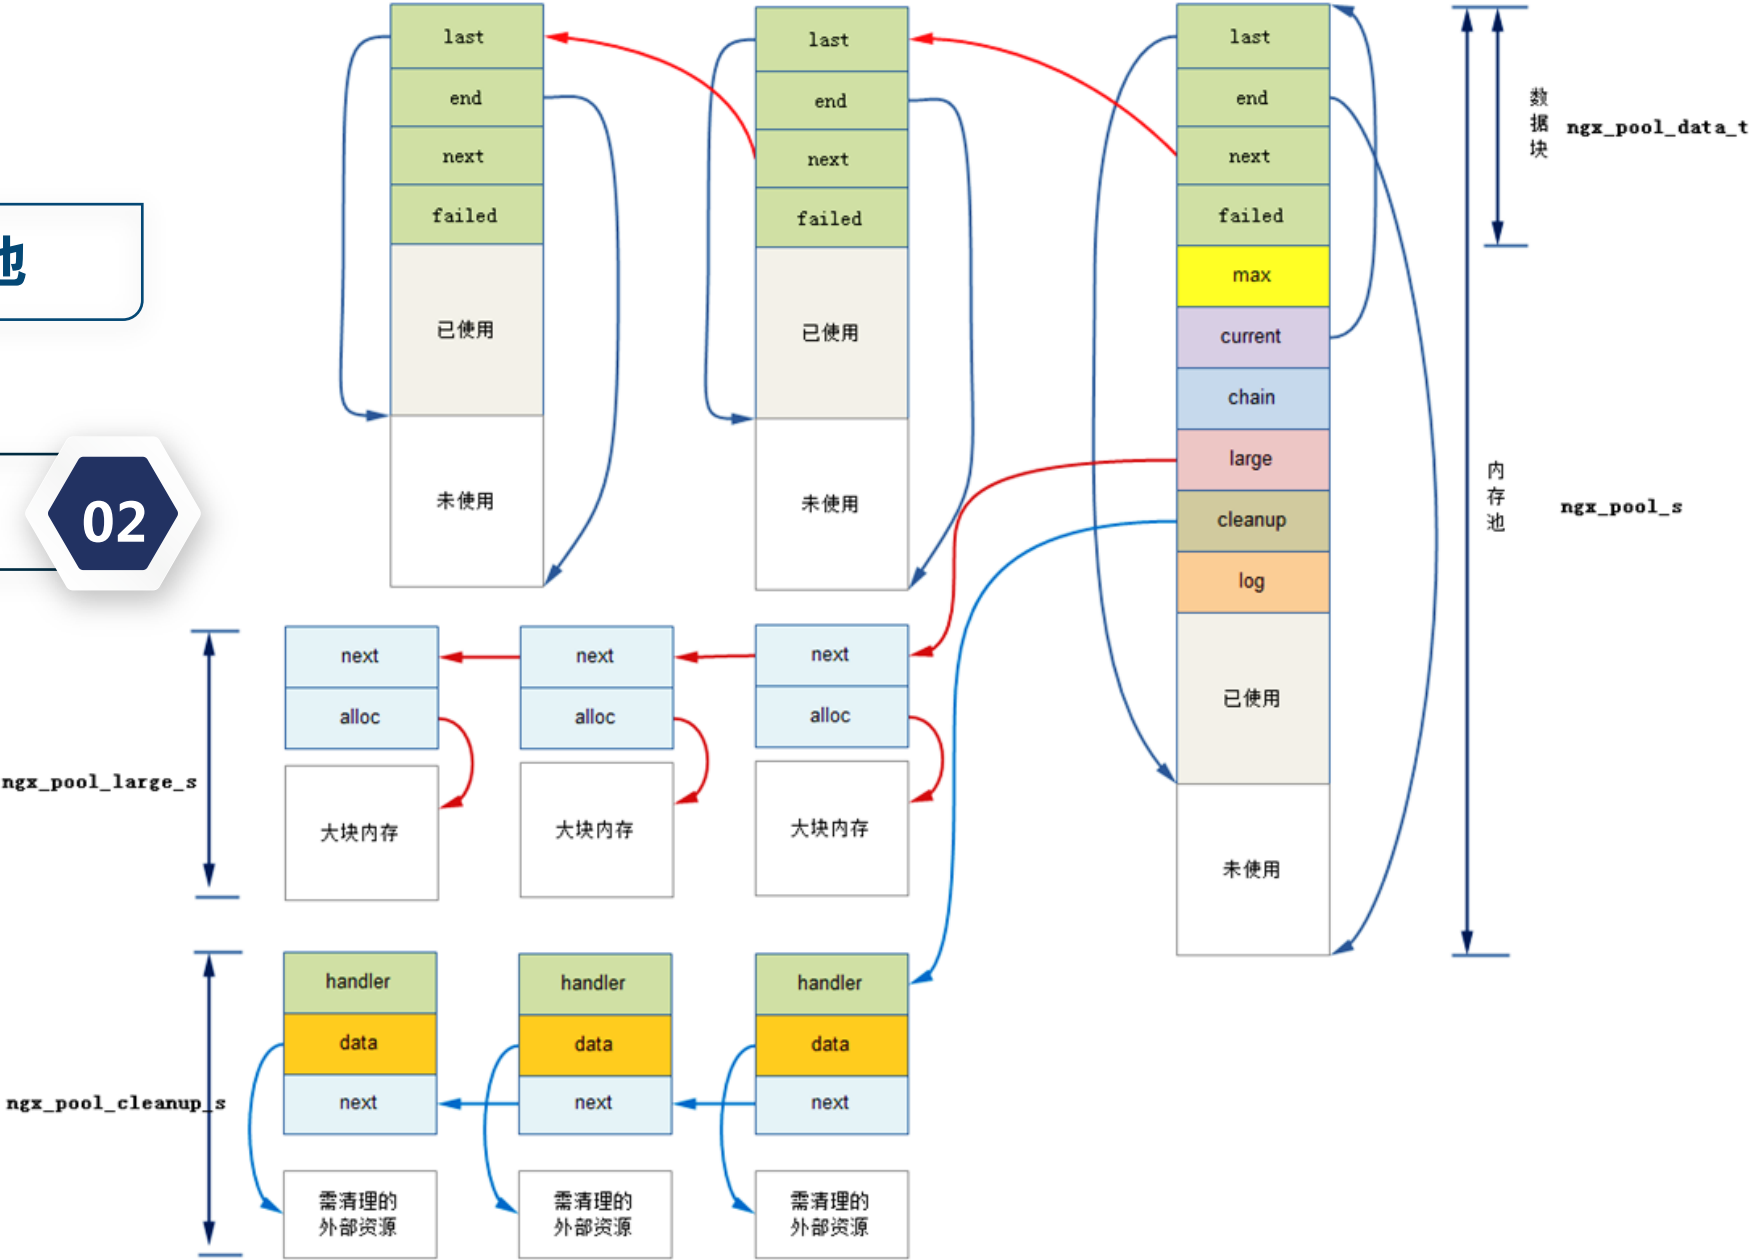 last
end
next
failed
已使用
未使用
last
end
next
failed
已使用
未使用
last
end
next
failed
max
current
chain
large
cleanup
log
已使用
未使用
数
据
块
ngx_pool_data_t
内
存
池
ngx_pool_s
池
02
ngx_pool_large_s
next
alloc
大块内存
next
alloc
大块内存
next
alloc
大块内存
ngx_pool_cleanup_s
handler
data
next
需清理的
外部资源
handler
data
next
需清理的
外部资源
handler
data
next
需清理的
外部资源